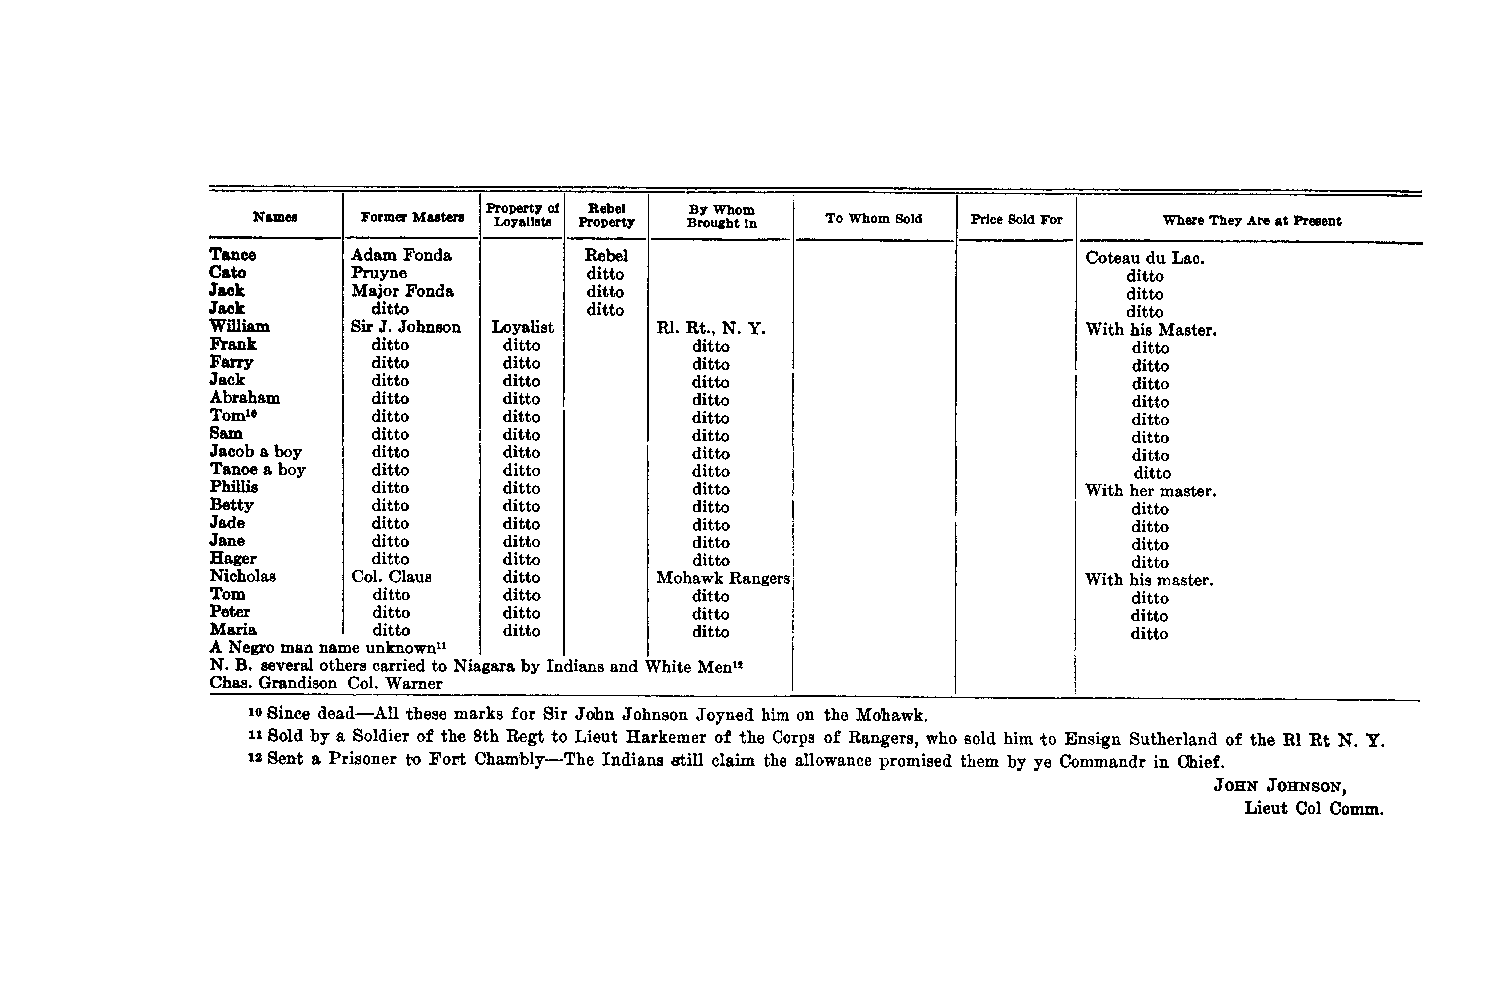 Names Former Masters Property of Loyalists Rebel Property By Whom Brought in To Whom Sold Price Sold For Where They Are at Present
Tance Adam Fonda Rebel Coteau du Lac.
Cato Pruyne ditto ditto
Jack Major Fonda ditto ditto
Jack ditto ditto ditto
William Sir J. Johnson Loyalist Rl. Rt., N. Y. With his Master.
Frank ditto ditto ditto ditto
Farry ditto ditto ditto ditto
Jack ditto ditto ditto ditto
Abraham ditto ditto ditto ditto
Tom¹⁰ ditto ditto ditto ditto
Sam ditto ditto ditto ditto
Jacob a boy ditto ditto ditto ditto
Tanoe a boy ditto ditto ditto ditto
Phillis ditto ditto ditto With her master.
Betty ditto ditto ditto ditto
Jade ditto ditto ditto ditto
Jane ditto ditto ditto ditto
Hager ditto ditto ditto ditto
Nicholas Col. Claus ditto Mohawk Rangers With his master.
Tom ditto ditto ditto ditto
Peter ditto ditto ditto ditto
Maria ditto ditto ditto ditto
A Negro man name unknown¹¹
N. B. several others carried to Niagara by Indians and White Men¹²
Chas. Grandison Col. Warner
¹⁰ Since dead—All these marks for Sir John Johnson Joyned him on the Mohawk.
¹¹ Sold by a Soldier of the 8th Regt to Lieut Harkemer of the Corps of Rangers, who sold him to Ensign Sutherland of the Rl Rt N. Y.
¹² Sent a Prisoner to Fort Chambly—The Indians still claim the allowance promised them by ye Commandr in Chief.
JOHN JOHNSON,
Lieut Col Comm.